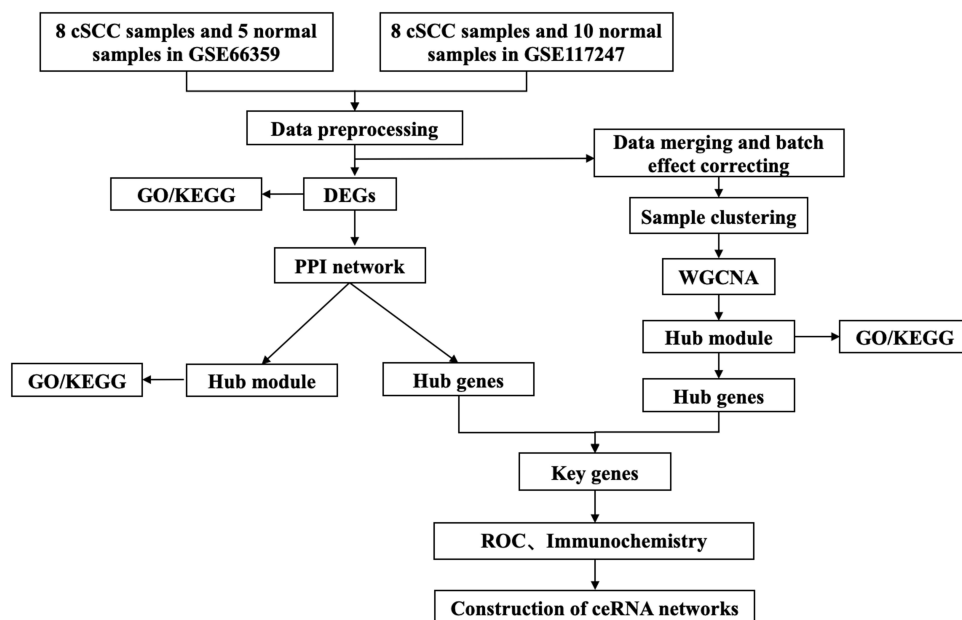 8 cSCC samples and 5 normal
samples in GSE66359
8 cSCC samples and 10 normal
samples in GSE117247
Data preprocessing
Data merging and batch
effect correcting
GO/KEGG
DEGs
Sample clustering
PPI network
WGCNA
Hub module
GO/KEGG
GO/KEGG
Hub module
Hub genes
Hub genes
Key genes
ROC、Immunochemistry
Construction of ceRNA networks